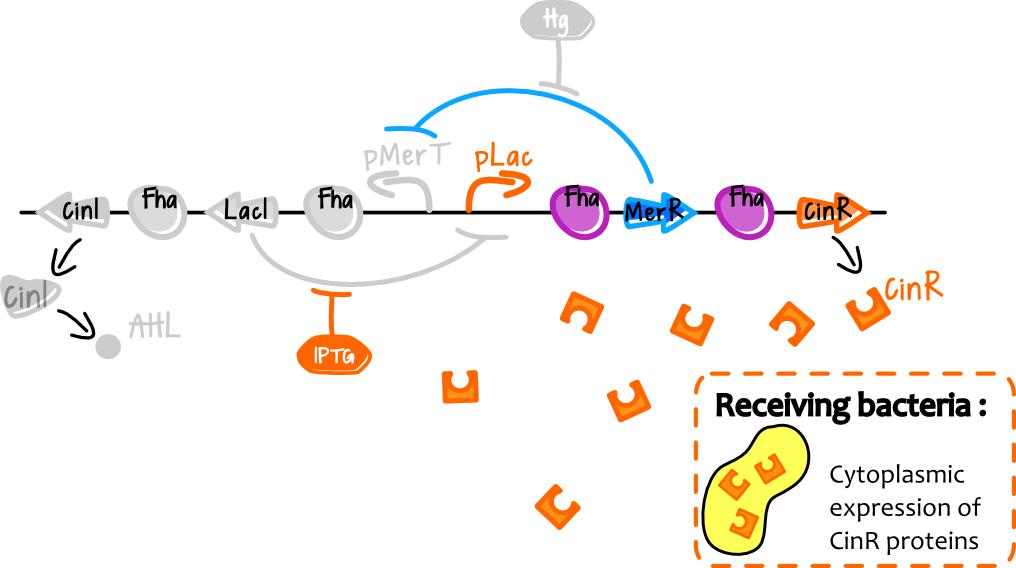 Hg
pMerT
pLac
CinI
Fha
LacI
Fha
Fha
MerR
Fha
CinR
CinI
AHL
IPTG
CinR
Receiving bacteria :
Cytoplasmic
expression of
CinR proteins